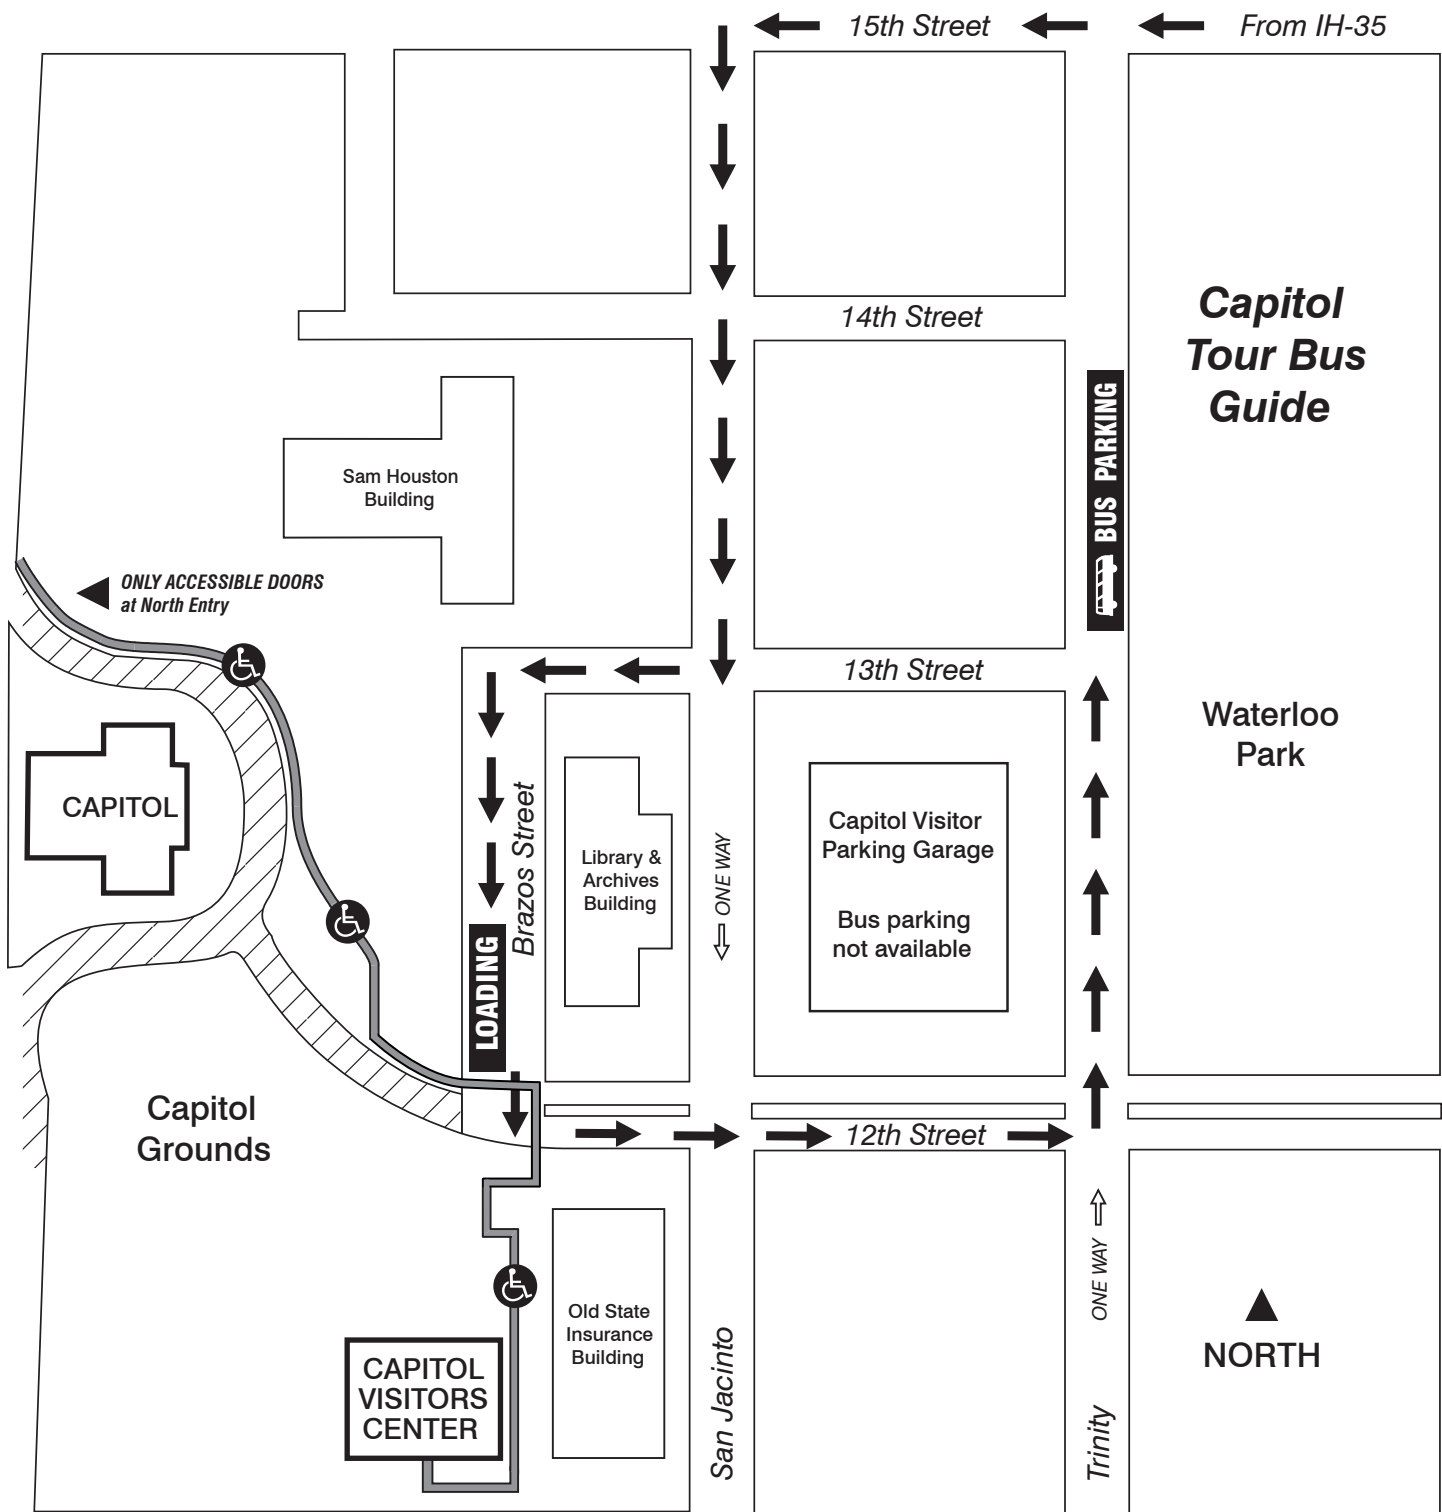 15th Street
From IH-35
Capitol
Tour Bus
Guide
14th Street
BUS PARKING
Sam Houston
Building
ONLY ACCESSIBLE DOORS
at North Entry
13th Street
Waterloo
Park
CAPITOL
Brazos Street
Library &
Archives
Building
ONE WAY
Capitol Visitor
Parking Garage
Bus parking
not available
LOADING
Capitol
Grounds
12th Street
ONE WAY
Old State
Insurance
Building
CAPITOL
VISITORS
CENTER
San Jacinto
Trinity
NORTH